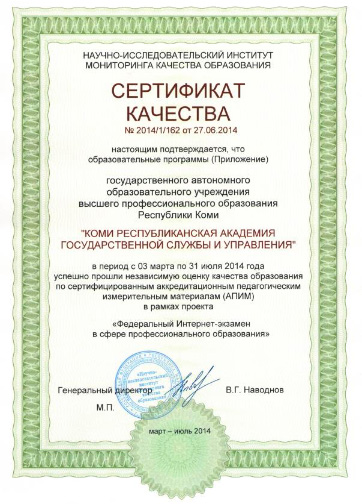 НАУЧНО-ИССЛЕДОВАТЕЛЬСКИЙ ИНСТИТУТ
МОНИТОРИНГА КАЧЕСТВА ОБРАЗОВАНИЯ
СЕРТИФИКАТ
КАЧЕСТВА
№ 2014/1/162 от 27.06.2014
настоящим подтверждается, что
образовательные программы (Приложение)
государственного автономного
образовательного учреждения
высшего профессионального образования
Республики Коми
"КОМИ РЕСПУБЛИКАНСКАЯ АКАДЕМИЯ
ГОСУДАРСТВЕННОЙ СЛУЖБЫ И УПРАВЛЕНИЯ"
в период с 03 марта по 31 июля 2014 года
успешно прошли независимую оценку качества образования
по сертифицированным аккредитационным педагогическим
измерительным материалам (АПИМ)
в рамках проекта
«Федеральный Интернет-экзамен
в сфере профессионального образования»
Генеральный директор В.Г. Наводнов
М.П.
март – июль 2014